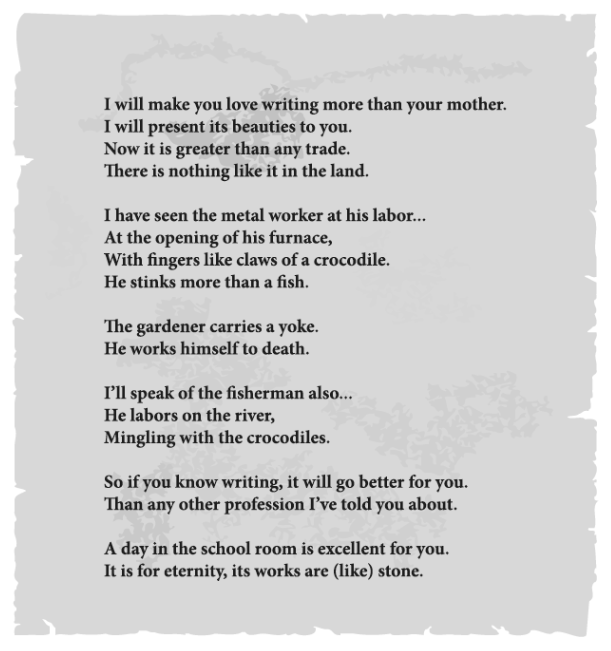 I will make you love writing more than your mother.
I will present its beauties to you.
Now it is greater than any trade.
There is nothing like it in the land.
I have seen the metal worker at his labor...
At the opening of his furnace,
With fingers like claws of a crocodile.
He stinks more than a fish.
The gardener carries a yoke.
He works himself to death.
I’ll speak of the fisherman also...
He labors on the river,
Mingling with the crocodiles.
So if you know writing, it will go better for you.
Than any other profession I’ve told you about.
A day in the school room is excellent for you.
It is for eternity, its works are (like) stone.